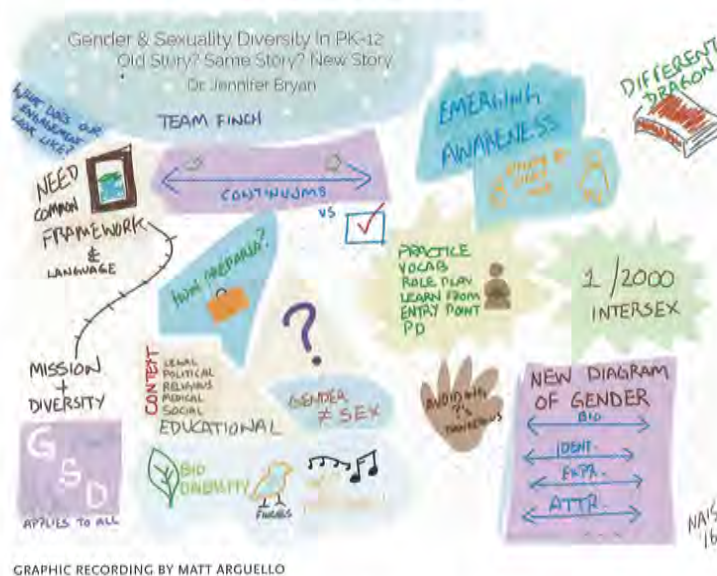 Gender & Sexuality Diversity In PK-12
Old Story? Same Story? New Story
Dr. Jennifer Bryan
TEAM FINCH
WHAT DOES OUR
ENGAGEMENT
LOOK LIKE?
NEED
COMMON
FRAMEWORK
&
LANGUAGE
CONTINUUMS
VS
EMERGING
AWARENESS
DIFFERENT
DRAGON
PRACTICE
VOCAB
ROLE PLAY
LEARN FROM
ENTRY POINT
PD
1/2000
INTERSEX
MISSION
+
DIVERSITY
GSD
APPLIES TO ALL
CONTEXT
LEGAL
POLITICAL
RELIGIOUS
MEDICAL
SOCIAL
EDUCATIONAL
?
GENDER
≠ SEX
BIO
AVOIDING
?'S
DANGEROUS
NEW DIAGRAM
OF GENDER
BIO
IDENT.
EXPR.
ATTR.
...
NAIS
'16
GRAPHIC RECORDING BY MATT ARGUELLO